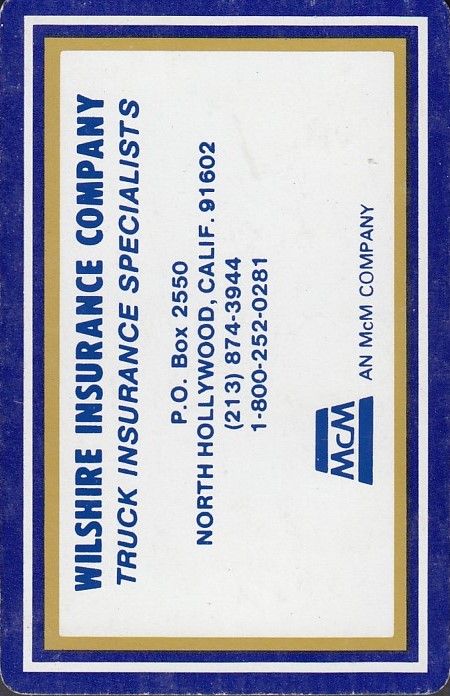 WILSHIRE INSURANCE COMPANY
TRUCK INSURANCE SPECIALISTS
P.O. Box 2550
NORTH HOLLYWOOD, CALIF. 91602
(213) 874-3944
1-800-252-0281
McM AN McM COMPANY